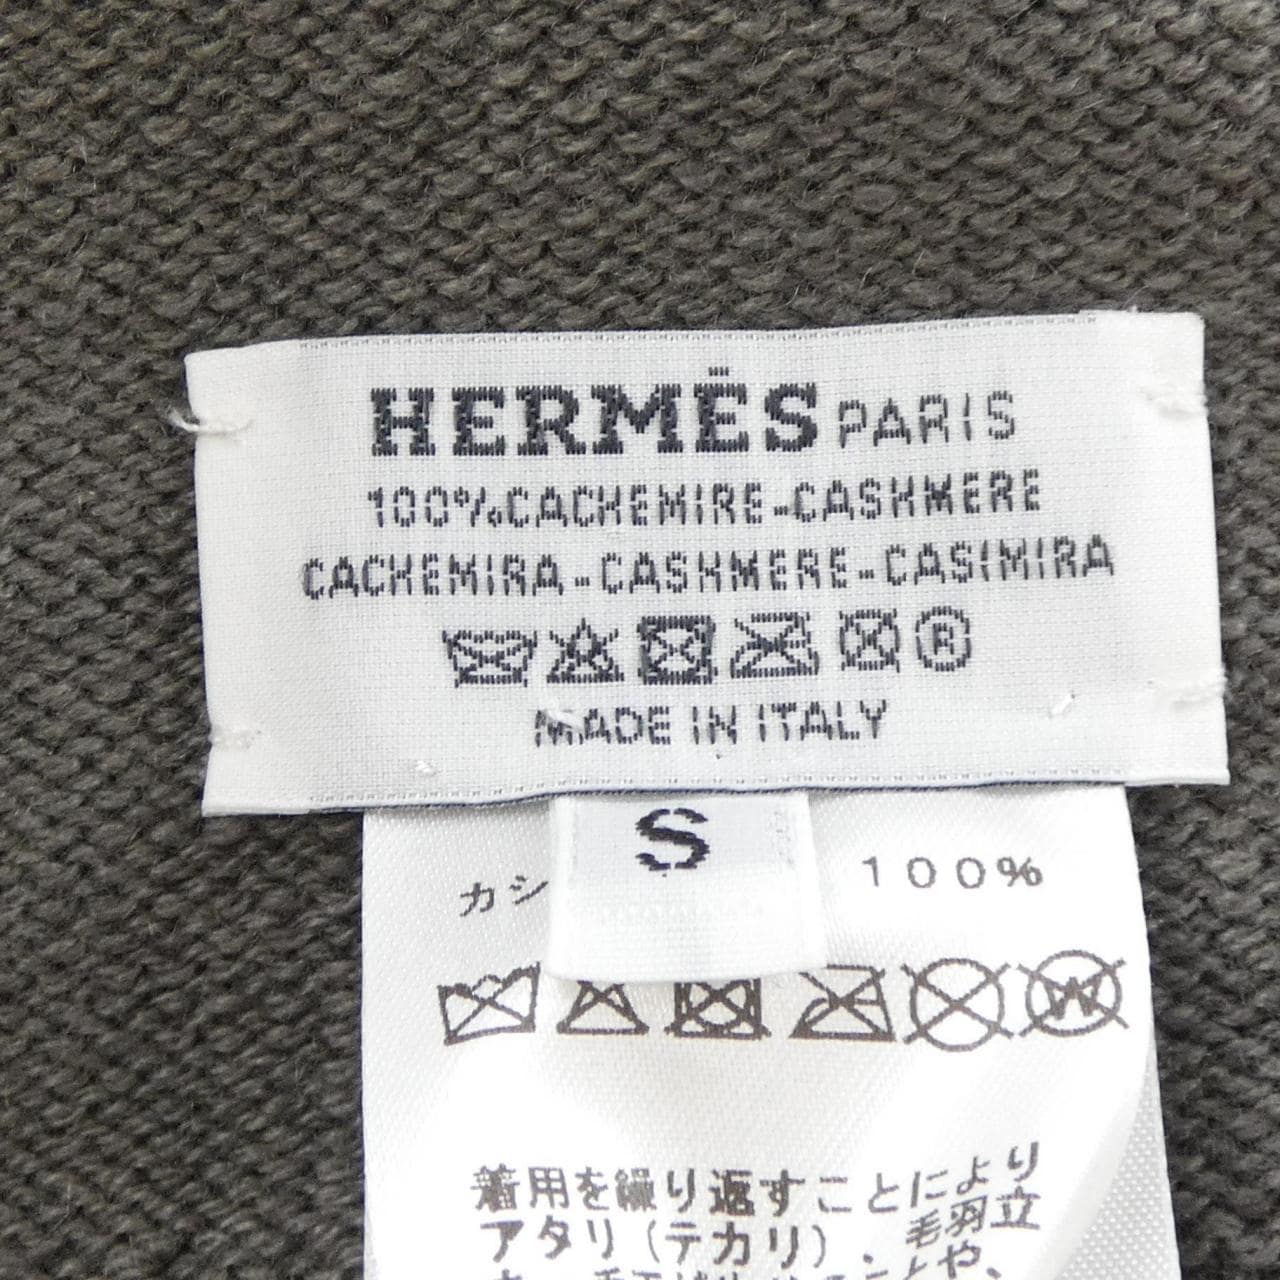 HERMÈS PARIS
100%CACHEMIRE-CASHMERE
CACHEMIRA-CASHMERE-CASIMIRA
R
MADE IN ITALY
S
カシ 100%
W
着用を繰り返すことにより
アタリ（テカリ）、毛羽立